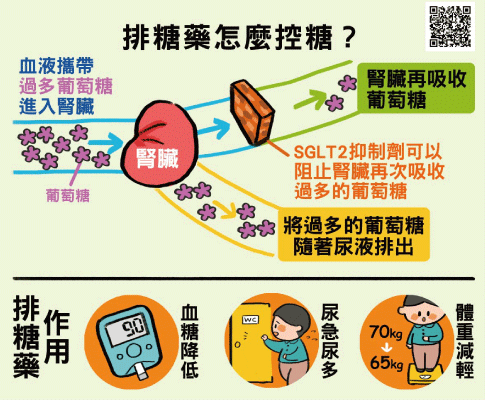 排糖藥怎麼控糖？
血液攜帶
過多葡萄糖
進入腎臟
葡萄糖
腎臟
腎臟再吸收
葡萄糖
SGLT2抑制劑可以
阻止腎臟再次吸收
過多的葡萄糖
將過多的葡萄糖
隨著尿液排出
排糖藥
作用
90
血糖降低
WC
尿急尿多
70kg
65kg
體重減輕